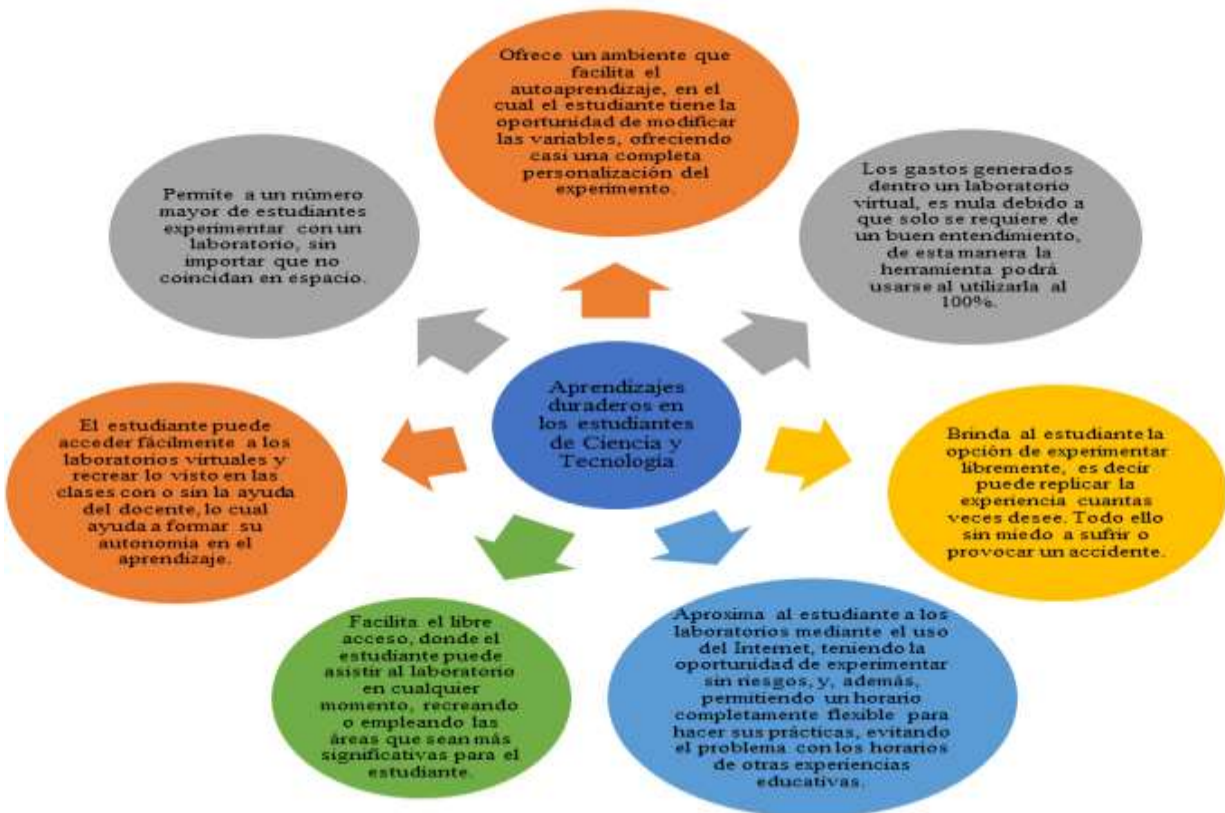 Ofrece un ambiente que
facilita el
autoaprendizaje, en el
cual el estudiante tiene la
oportunidad de modificar
las variables, ofreciendo
casi una completa
personalización del
experimento.
Los gastos generados
dentro un laboratorio
virtual, es nula debido a
que solo se requiere de
un buen entendimiento,
de esta manera la
herramienta podrá
usarse al utilizarla al
100%.
Brinda al estudiante la
opción de experimentar
libremente, es decir
puede replicar la
experiencia cuantas
veces desee. Todo ello
sin miedo a sufrir o
provocar un accidente.
Aproxima al estudiante a los
laboratorios mediante el uso
del Internet, teniendo la
oportunidad de experimentar
sin riesgos, y, además,
permitiendo un horario
completamente flexible para
hacer sus prácticas, evitando
el problema con los horarios
de otras experiencias
educativas.
Facilita el libre
acceso, donde el
estudiante puede
asistir al laboratorio
en cualquier
momento, recreando
o empleando las
áreas que sean más
significativas para el
estudiante.
El estudiante puede
acceder fácilmente a los
laboratorios virtuales y
recrear lo visto en las
clases con o sin la ayuda
del docente, lo cual
ayuda a formar su
autonomía en el
aprendizaje.
Permite a un número
mayor de estudiantes
experimentar con un
laboratorio, sin
importar que no
coincidan en espacio.
Aprendizajes
duraderos en
los estudiantes
de Ciencia y
Tecnología